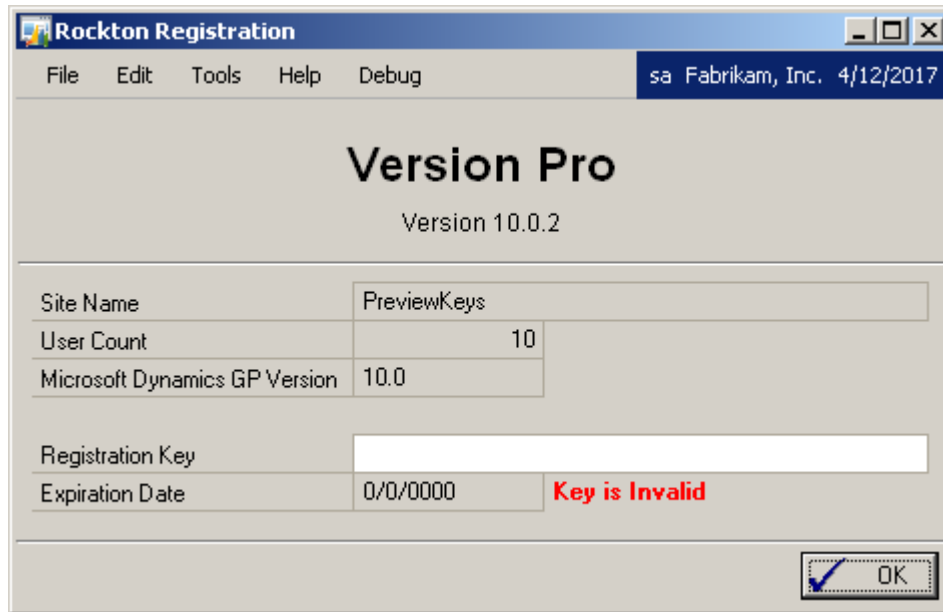 Rockton Registration
File Edit Tools Help Debug sa Fabrikam, Inc. 4/12/2017
Version Pro
Version 10.0.2
Site Name PreviewKeys
User Count 10
Microsoft Dynamics GP Version 10.0
Registration Key
Expiration Date 0/0/0000 Key is Invalid
OK